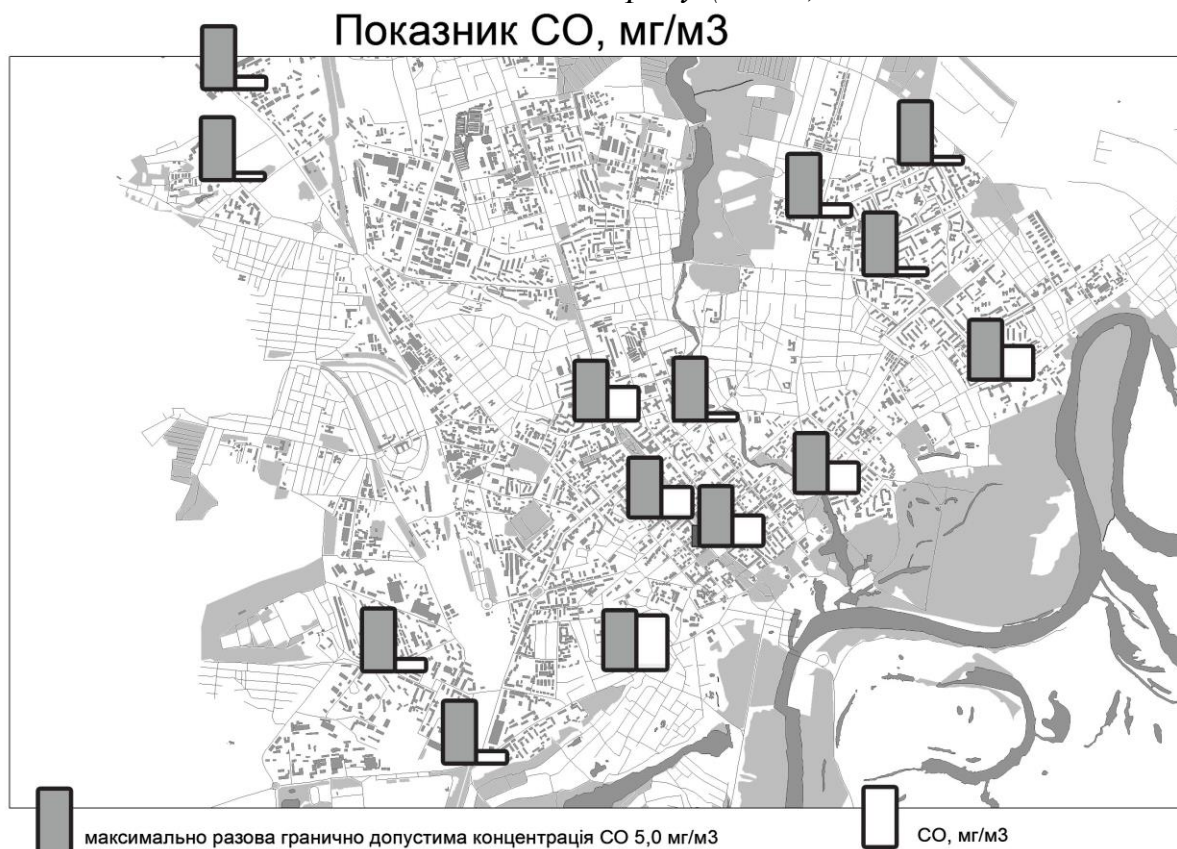 Показник СО, мг/м3
максимально разова гранично допустима концентрація СО 5,0 мг/м3
СО, мг/м3